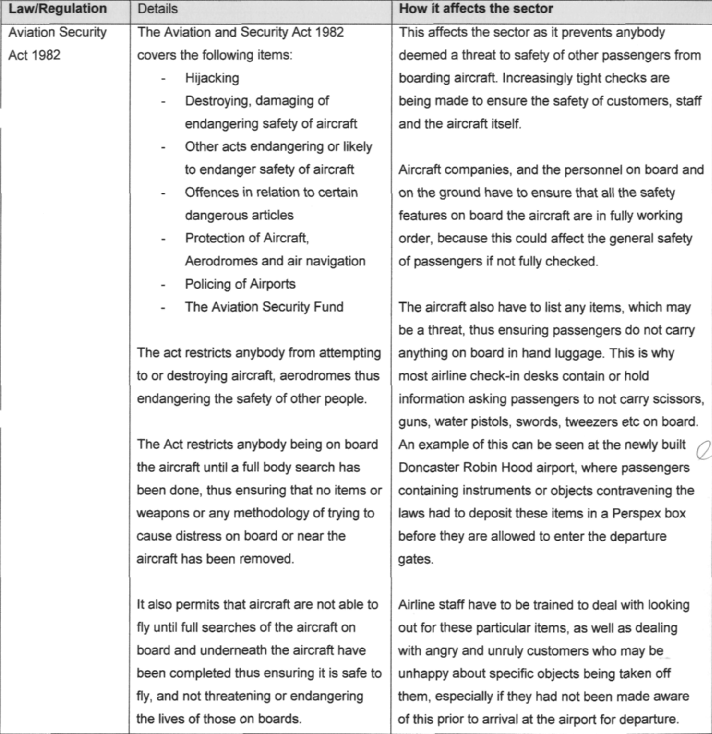 Law/Regulation
Details
How it affects the sector
Aviation Security
Act 1982
The Aviation and Security Act 1982
covers the following items:
- Hijacking
- Destroying, damaging of
endangering safety of aircraft
- Other acts endangering or likely
to endanger safety of aircraft
- Offences in relation to certain
dangerous articles
- Protection of Aircraft,
Aerodromes and air navigation
- Policing of Airports
- The Aviation Security Fund
The act restricts anybody from attempting
to or destroying aircraft, aerodromes thus
endangering the safety of other people.
The Act restricts anybody being on board
the aircraft until a full body search has
been done, thus ensuring that no items or
weapons or any methodology of trying to
cause distress on board or near the
aircraft has been removed.
It also permits that aircraft are not able to
fly until full searches of the aircraft on
board and underneath the aircraft have
been completed thus ensuring it is safe to
fly, and not threatening or endangering
the lives of those on boards.
This affects the sector as it prevents anybody
deemed a threat to safety of other passengers from
boarding aircraft. Increasingly tight checks are
being made to ensure the safety of customers, staff
and the aircraft itself.
Aircraft companies, and the personnel on board and
on the ground have to ensure that all the safety
features on board the aircraft are in fully working
order, because this could affect the general safety
of passengers if not fully checked.
The aircraft also have to list any items, which may
be a threat, thus ensuring passengers do not carry
anything on board in hand luggage. This is why
most airline check-in desks contain or hold
information asking passengers to not carry scissors,
guns, water pistols, swords, tweezers etc on board.
An example of this can be seen at the newly built
Doncaster Robin Hood airport, where passengers
containing instruments or objects contravening the
laws had to deposit these items in a Perspex box
before they are allowed to enter the departure
gates.
Airline staff have to be trained to deal with looking
out for these particular items, as well as dealing
with angry and unruly customers who may be
unhappy about specific objects being taken off
them, especially if they had not been made aware
of this prior to arrival at the airport for departure.